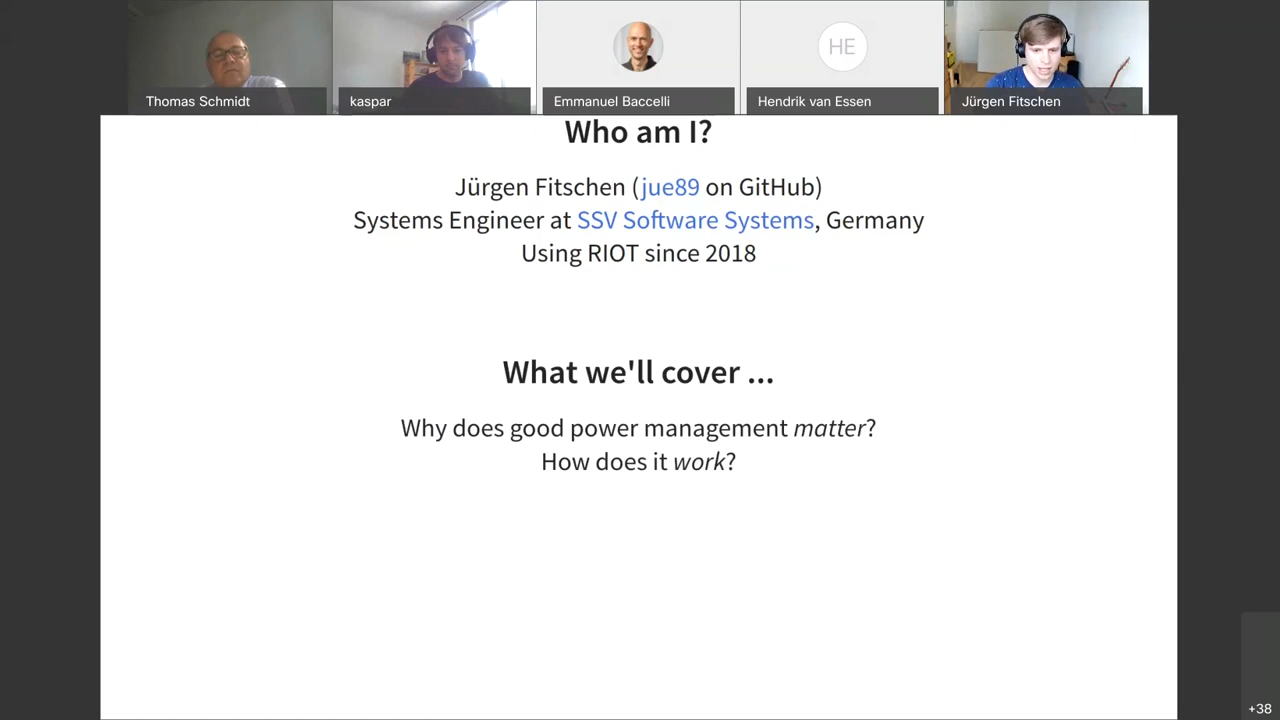 Thomas Schmidt
kaspar
Emmanuel Baccelli
HE
Hendrik van Essen
Jürgen Fitschen
Who am I?
Jürgen Fitschen (jue89 on GitHub)
Systems Engineer at SSV Software Systems, Germany
Using RIOT since 2018
What we'll cover ...
Why does good power management matter?
How does it work?
+38